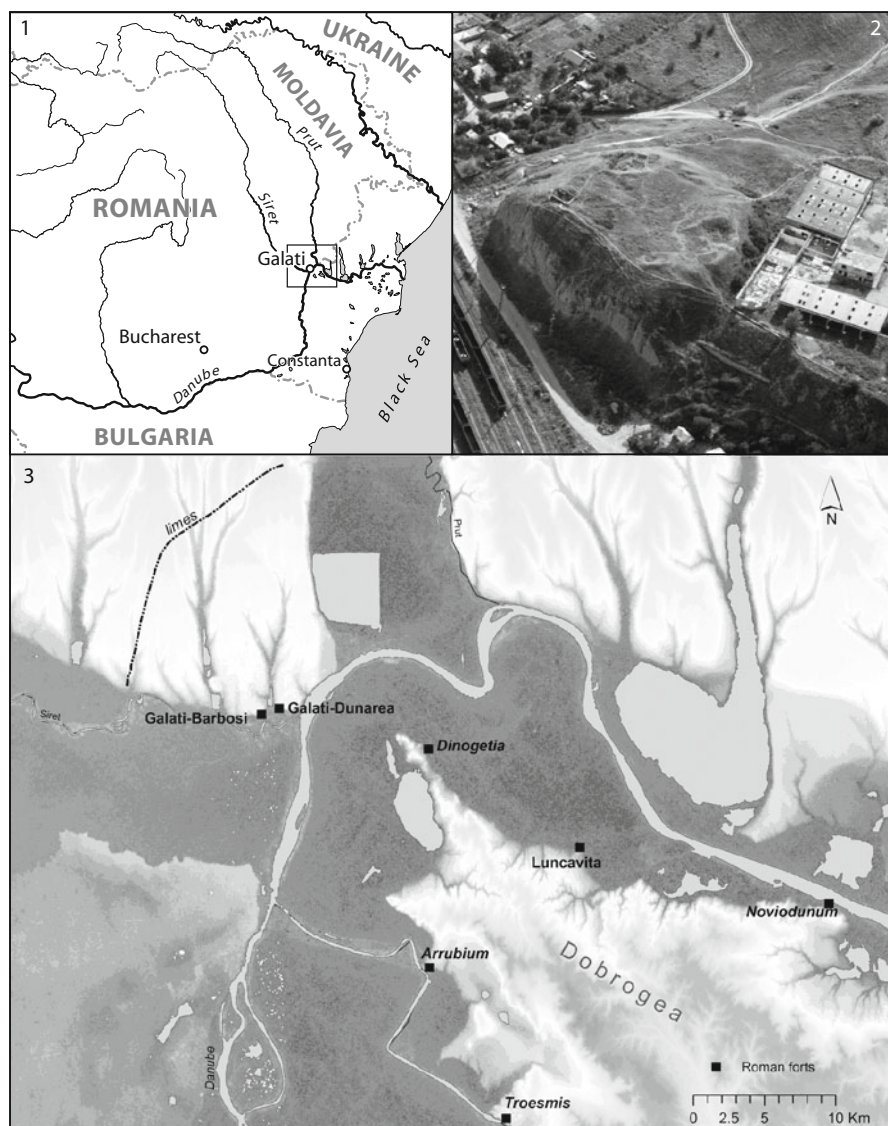 1
UKRAINE
MOLDAVIA
Prut
Siret
ROMANIA
Galati
Bucharest
Constanta
Danube
Black Sea
BULGARIA
2
3
limes
Prut
N
Siret
Galati-Barbosi
Galati-Dunarea
Dinogetia
Luncavita
Noviodunum
Arrubium
Dobrogea
Roman forts
Danube
Troesmis
0 2.5 5 10 Km